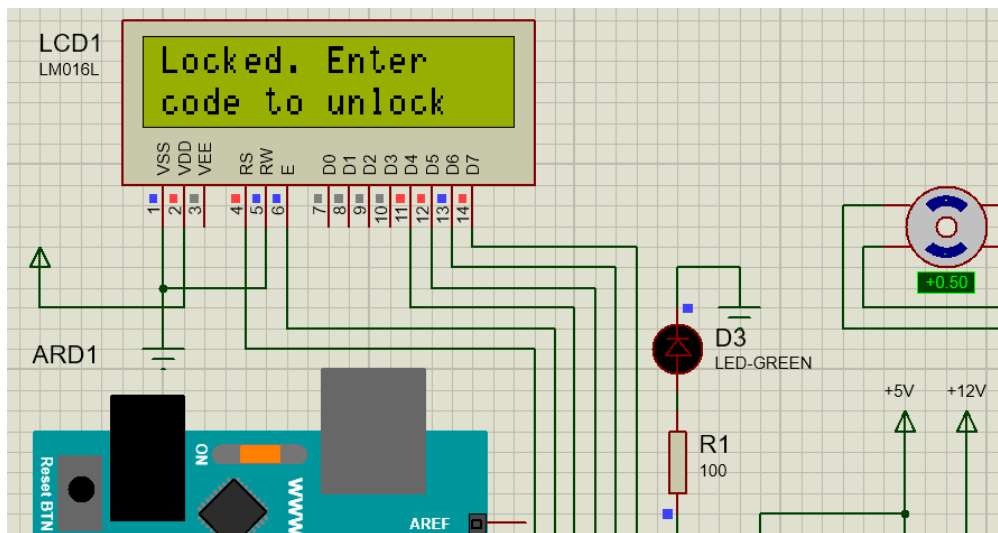 LCD1
LM016L
Locked. Enter
code to unlock
VSS
VDD
VEE
RS
RW
E
D0
D1
D2
D3
D4
D5
D6
D7
1
2
3
4
5
6
7
8
9
10
11
12
13
14
+0.50
D3
LED-GREEN
ARD1
+5V
+12V
R1
100
ON
Reset BTN
WWW
AREF